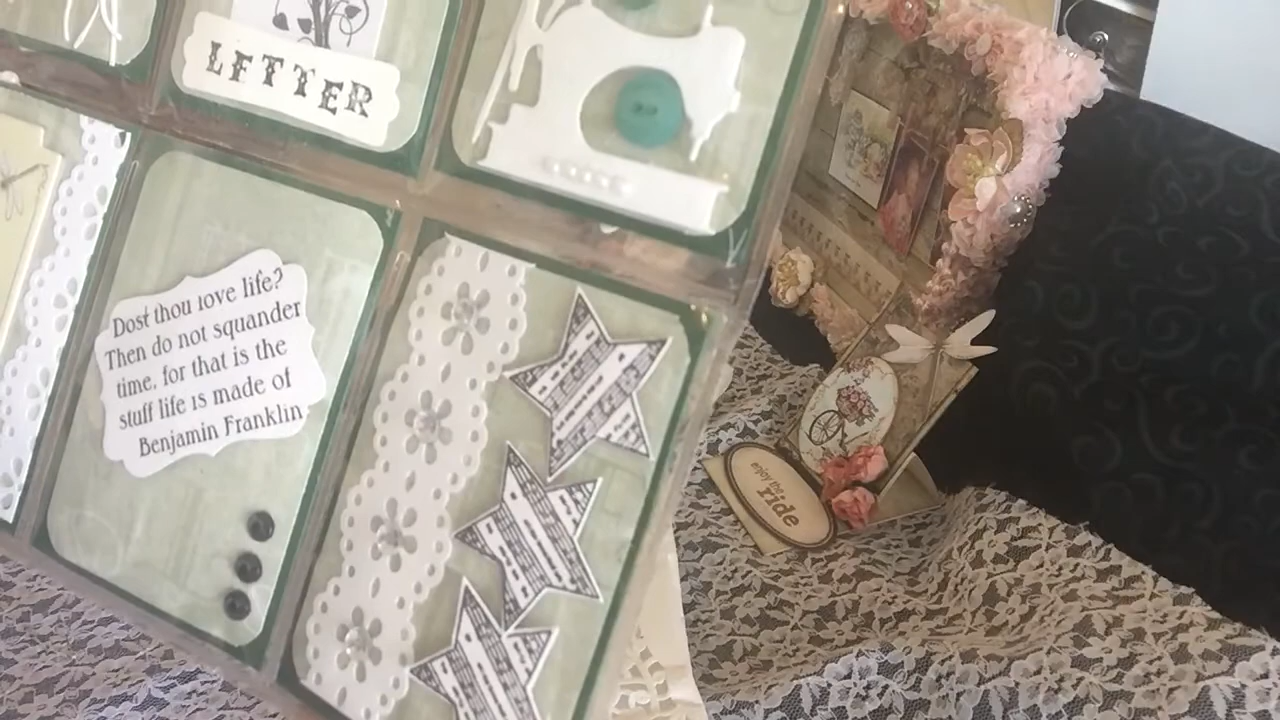 LETTER
Dost thou love life?
Then do not squander
time, for that is the
stuff life is made of
Benjamin Franklin
enjoy the
ride